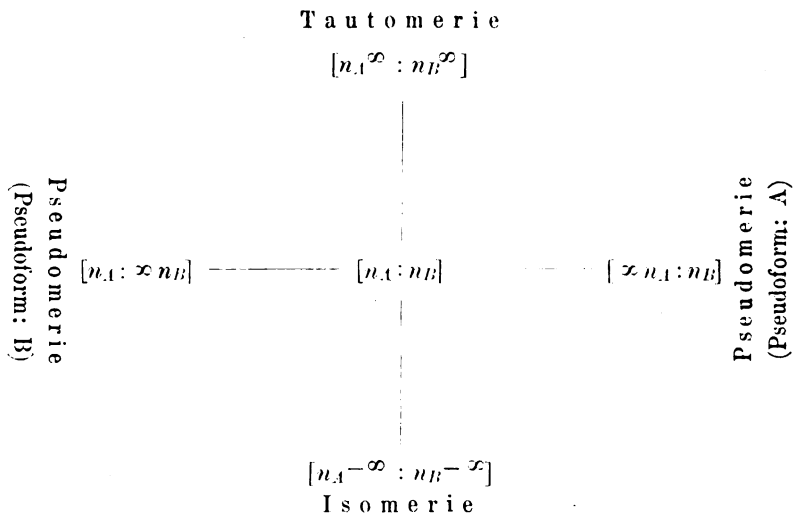 Tautomerie
[n_A^∞ : n_B^∞]
Pseudomerie
(Pseudoform: B)
[n_A : ∞ n_B]
[n_A : n_B]
[∞ n_A : n_B]
Pseudomerie
(Pseudoform: A)
[n_A^−∞ : n_B^−∞]
Isomerie